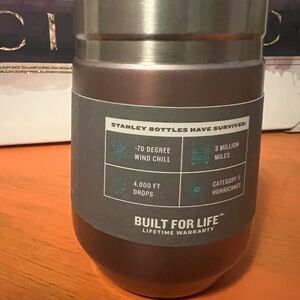 STANLEY BOTTLES HAVE SURVIVED:
-70 DEGREE
WIND CHILL
3 MILLION
MILES
4,000 FT
DROPS
CATEGORY 5
HURRICANES
BUILT FOR LIFE™
LIFETIME WARRANTY